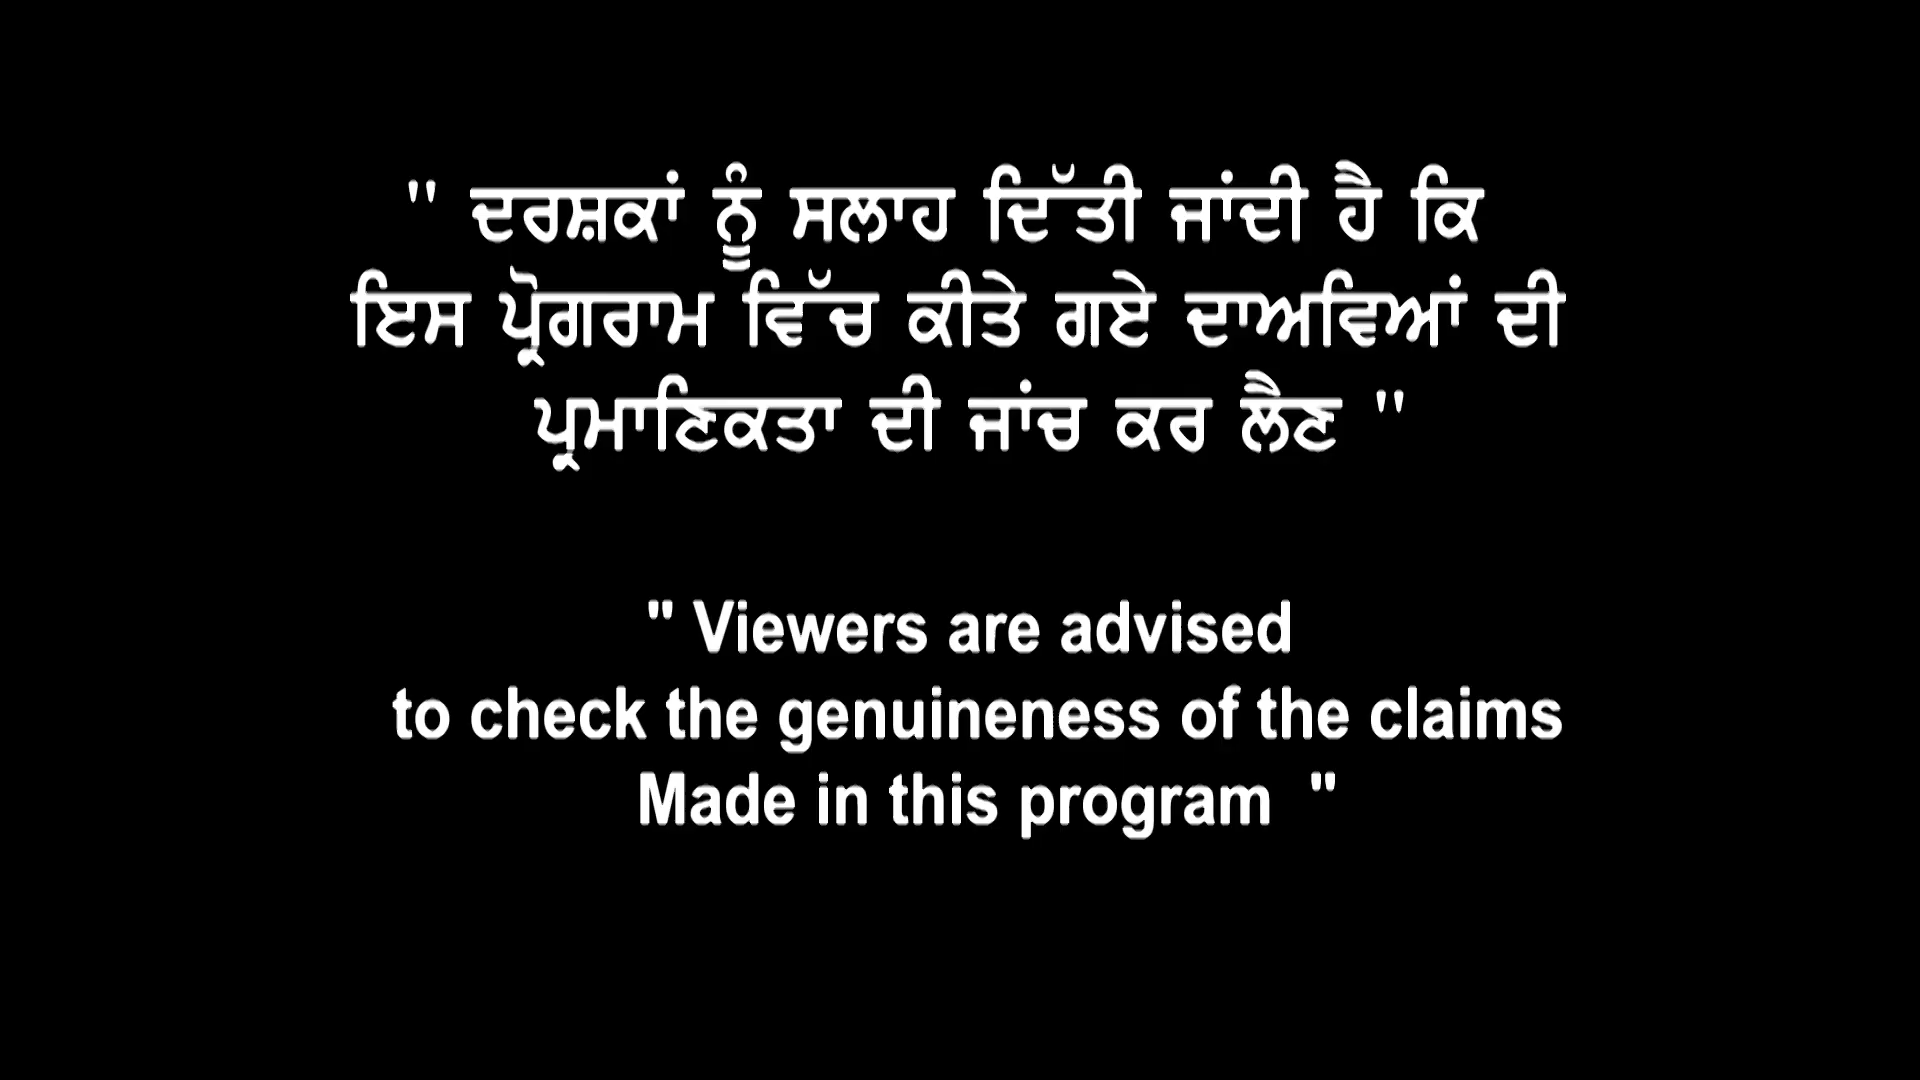 " ਦਰਸ਼ਕਾਂ ਨੂੰ ਸਲਾਹ ਦਿੱਤੀ ਜਾਂਦੀ ਹੈ ਕਿ
ਇਸ ਪ੍ਰੋਗਰਾਮ ਵਿੱਚ ਕੀਤੇ ਗਏ ਦਾਅਵਿਆਂ ਦੀ
ਪ੍ਰਮਾਣਿਕਤਾ ਦੀ ਜਾਂਚ ਕਰ ਲੈਣ "
" Viewers are advised
to check the genuineness of the claims
Made in this program "